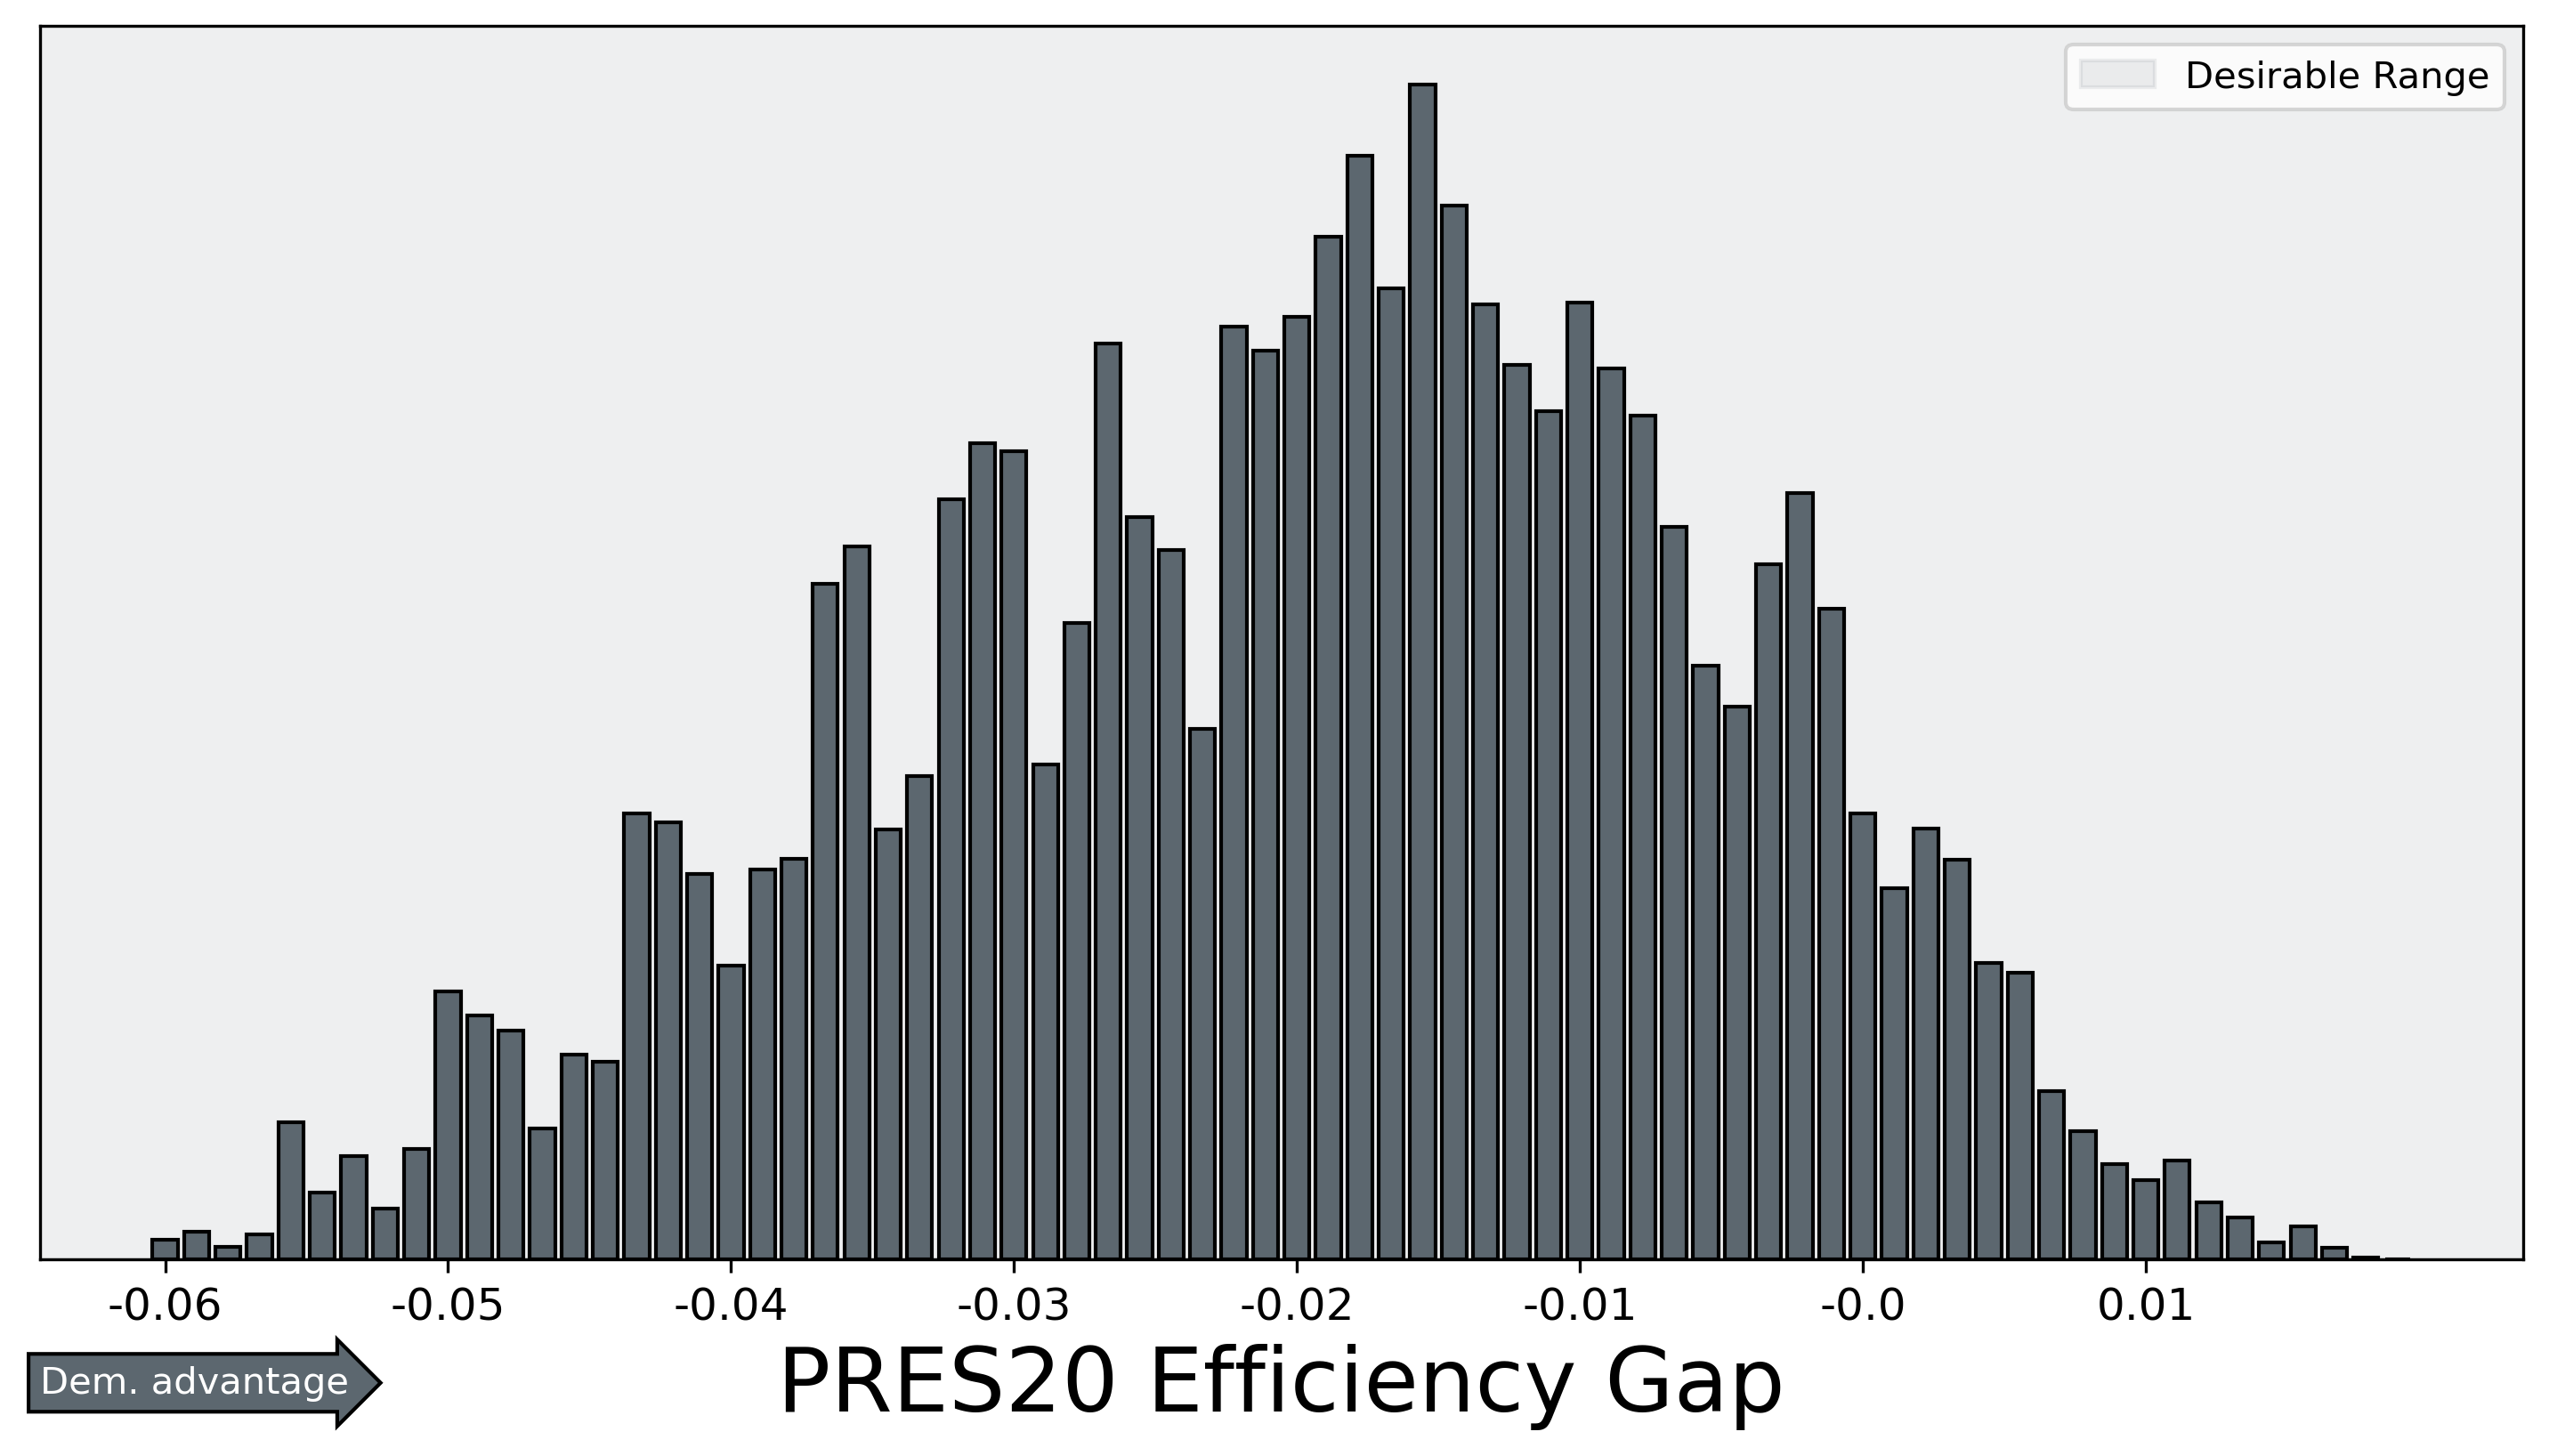 Desirable Range
-0.06 -0.05 -0.04 -0.03 -0.02 -0.01 -0.0 0.01
Dem. advantage
PRES20 Efficiency Gap